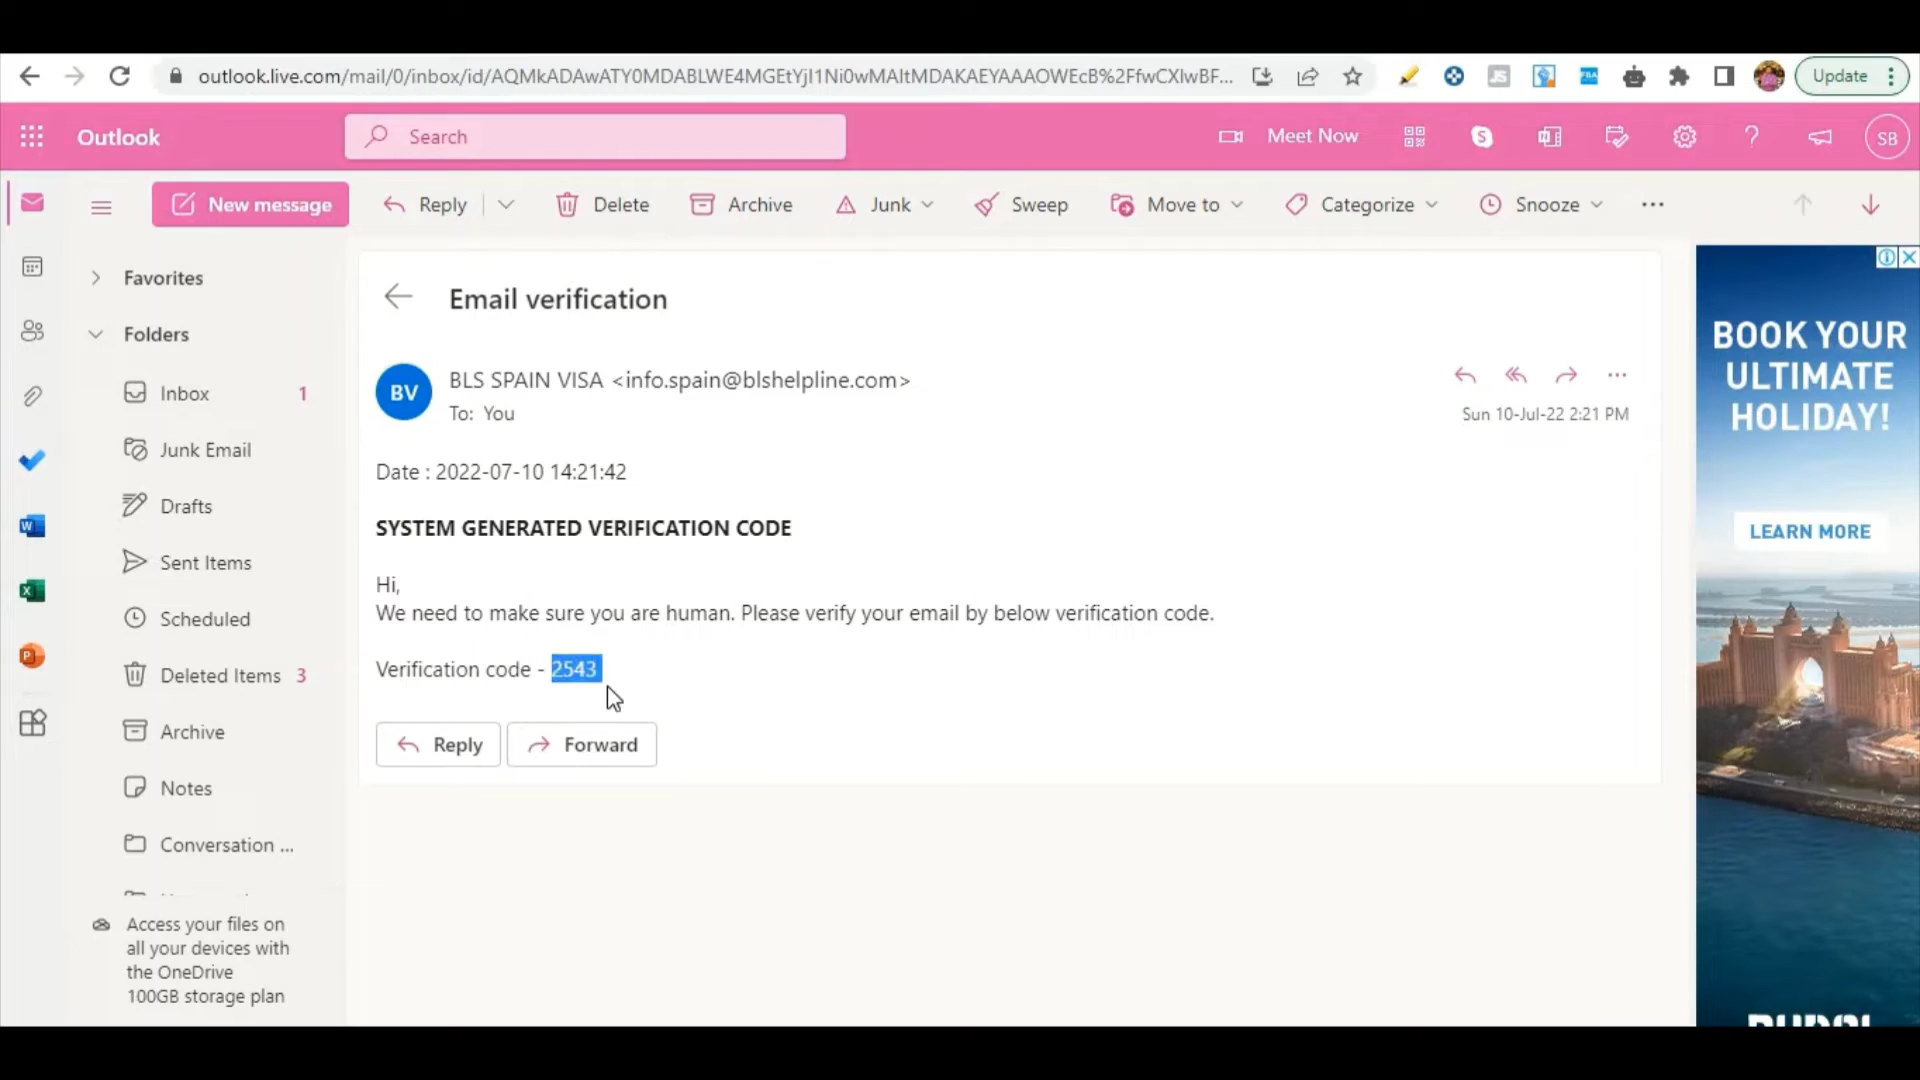 outlook.live.com/mail/0/inbox/id/AQMkADAwATY0MDABLWE4MGEtYjI1Ni0wMAItMDAKAEYAAAOWEcB%2FfwCXIwBF...
Update
Outlook
Search
Meet Now
SB
New message
Reply
Delete
Archive
Junk
Sweep
Move to
Categorize
Snooze
Favorites
Folders
Inbox 1
Junk Email
Drafts
Sent Items
Scheduled
Deleted Items 3
Archive
Notes
Conversation ...
Access your files on
all your devices with
the OneDrive
100GB storage plan
Email verification
BV
BLS SPAIN VISA <info.spain@blshelpline.com>
To: You
Sun 10-Jul-22 2:21 PM
Date : 2022-07-10 14:21:42
SYSTEM GENERATED VERIFICATION CODE
Hi,
We need to make sure you are human. Please verify your email by below verification code.
Verification code - 2543
Reply
Forward
BOOK YOUR
ULTIMATE
HOLIDAY!
LEARN MORE